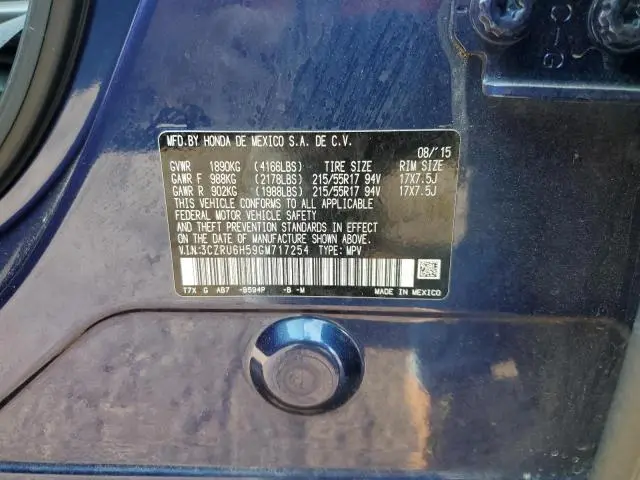 MFD.BY HONDA DE MEXICO S.A. DE C.V.
08/'15
GVWR 1890KG (4166LBS) TIRE SIZE RIM SIZE
GAWR F 988KG (2179LBS) 215/55R17 94V 17X7.5J
GAWR R 902KG (1988LBS) 215/55R17 94V 17X7.5J
THIS VEHICLE CONFORMS TO ALL APPLICABLE
FEDERAL MOTOR VEHICLE SAFETY
AND THEFT PREVENTION STANDARDS IN EFFECT
ON THE DATE OF MANUFACTURE SHOWN ABOVE.
V.I.N:3CZRU6H59GM717254 TYPE: MPV
T7X G AB7 -B594P -B -M MADE IN MEXICO